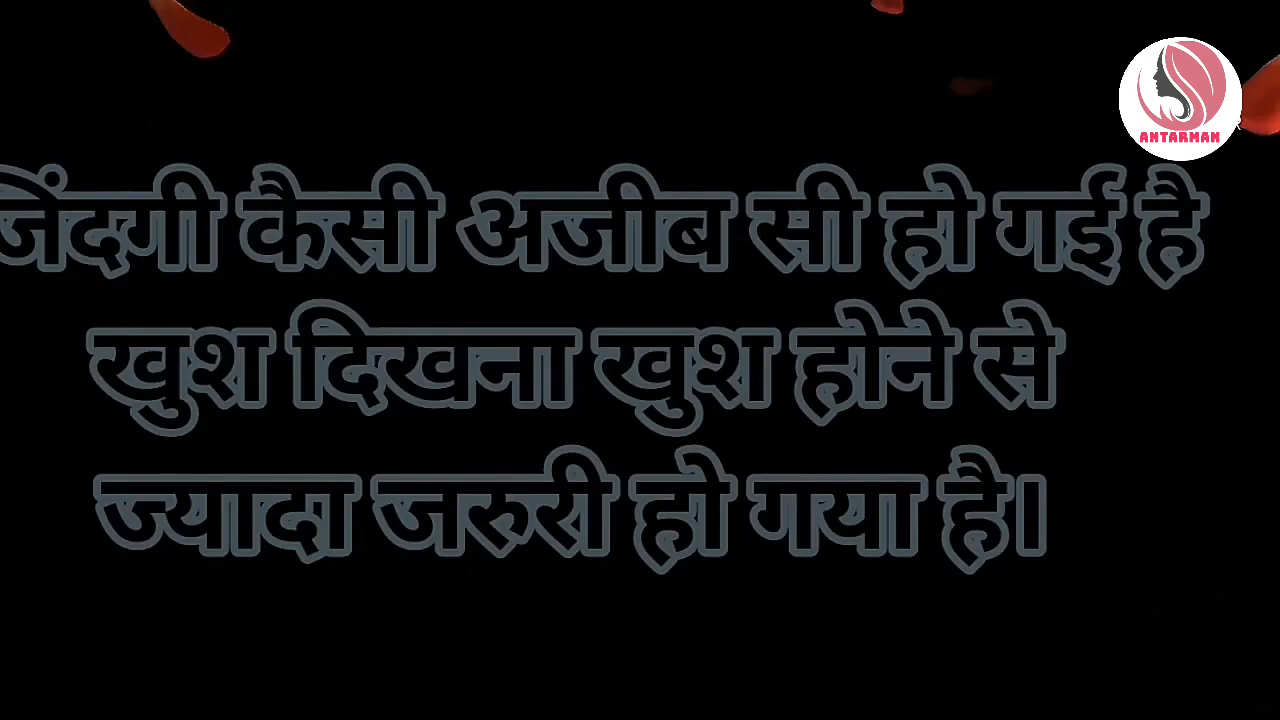 ANTARMAN
जिंदगी कैसी अजीब सी हो गई है
खुश दिखना खुश होने से
ज्यादा जरुरी हो गया है।